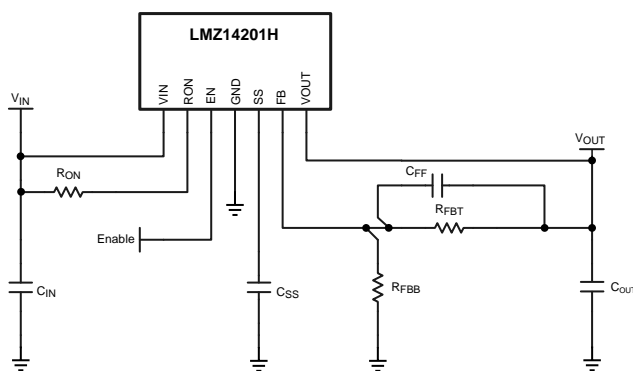 LMZ14201H
VIN
RON
EN
GND
SS
FB
VOUT
VIN
VOUT
RON
CFF
RFBT
Enable
CIN
CSS
RFBB
COUT